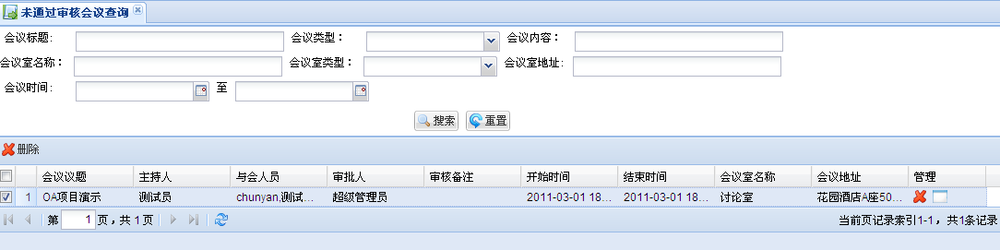 未通过审核会议查询
会议标题: 会议类型： 会议内容：
会议室名称： 会议室类型： 会议室地址:
会议时间: 至
搜索 重置
删除
会议议题 主持人 与会人员 审批人 审核备注 开始时间 结束时间 会议室名称 会议地址 管理
1 OA项目演示 测试员 chunyan,测试... 超级管理员 2011-03-01 18... 2011-03-01 18... 讨论室 花园酒店A座50...
第 1 页，共 1 页 当前页记录索引1-1，共1条记录